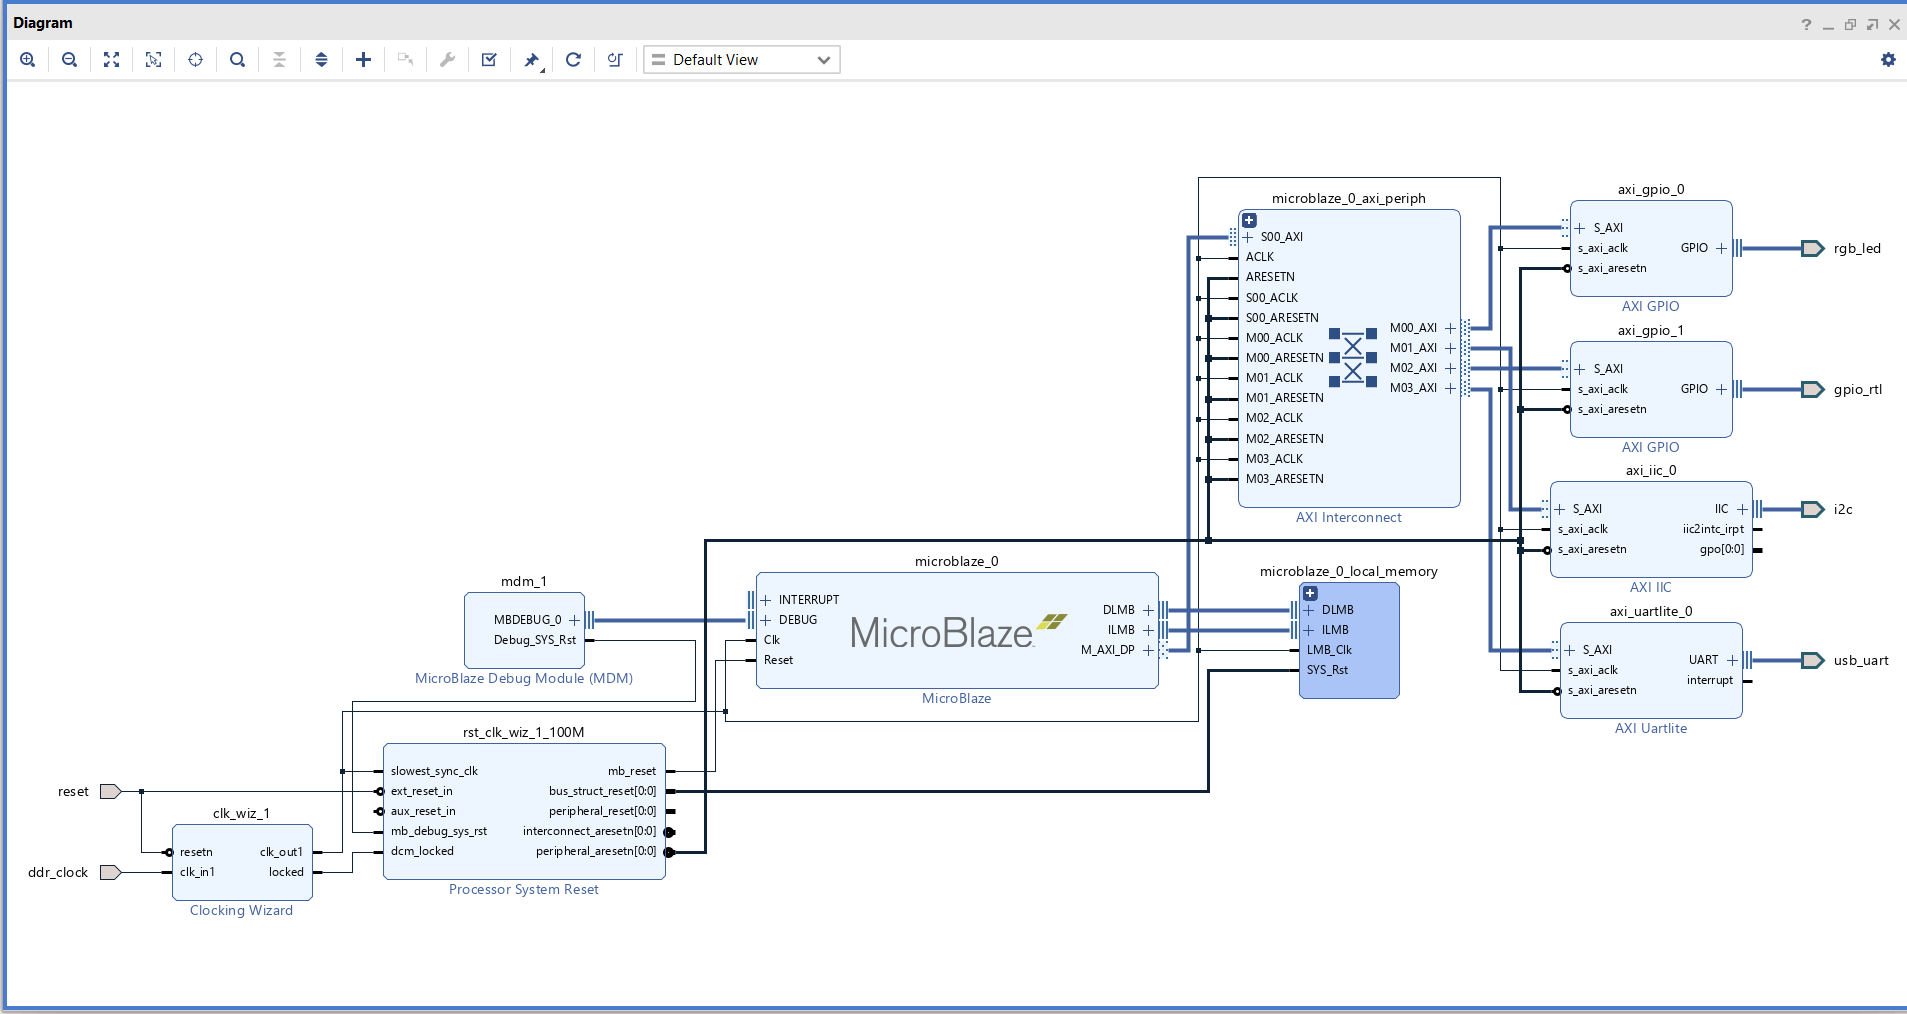 Diagram
Default View
microblaze_0_axi_periph
S00_AXI
ACLK
ARESETN
S00_ACLK
S00_ARESETN
M00_ACLK
M00_ARESETN
M01_ACLK
M01_ARESETN
M02_ACLK
M02_ARESETN
M03_ACLK
M03_ARESETN
M00_AXI
M01_AXI
M02_AXI
M03_AXI
AXI Interconnect
axi_gpio_0
S_AXI
s_axi_aclk
s_axi_aresetn
GPIO
AXI GPIO
rgb_led
axi_gpio_1
S_AXI
s_axi_aclk
s_axi_aresetn
GPIO
AXI GPIO
gpio_rtl
axi_iic_0
S_AXI
s_axi_aclk
s_axi_aresetn
IIC
iic2intc_irpt
gpo[0:0]
AXI IIC
i2c
axi_uartlite_0
S_AXI
s_axi_aclk
s_axi_aresetn
UART
interrupt
AXI Uartlite
usb_uart
microblaze_0
INTERRUPT
DEBUG
Clk
Reset
MicroBlaze
DLMB
ILMB
M_AXI_DP
MicroBlaze
microblaze_0_local_memory
DLMB
ILMB
LMB_Clk
SYS_Rst
mdm_1
MBDEBUG_0
Debug_SYS_Rst
MicroBlaze Debug Module (MDM)
rst_clk_wiz_1_100M
slowest_sync_clk
ext_reset_in
aux_reset_in
mb_debug_sys_rst
dcm_locked
mb_reset
bus_struct_reset[0:0]
peripheral_reset[0:0]
interconnect_aresetn[0:0]
peripheral_aresetn[0:0]
Processor System Reset
reset
ddr_clock
clk_wiz_1
resetn
clk_in1
clk_out1
locked
Clocking Wizard